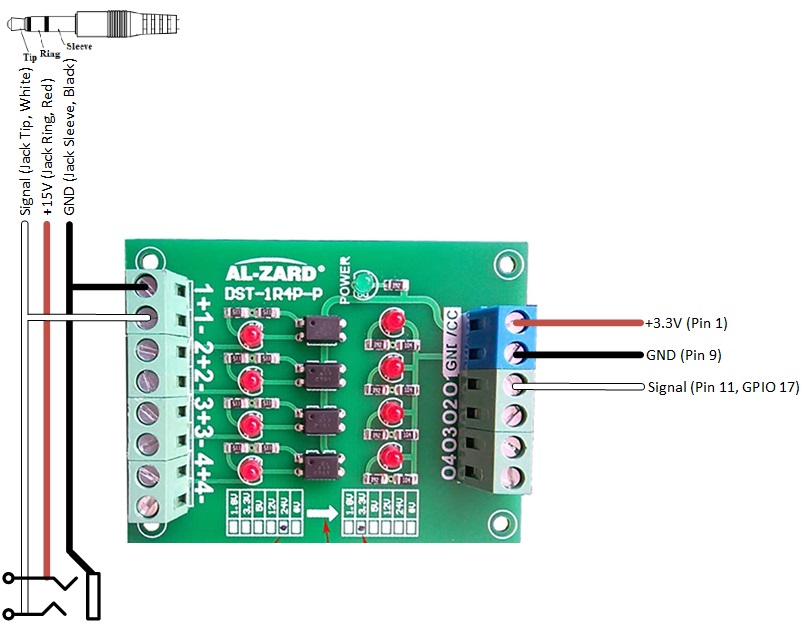 Tip
Ring
Sleeve
Signal (Jack Tip, White)
+15V (Jack Ring, Red)
GND (Jack Sleeve, Black)
AL-ZARD®
DST-1R4P-P
POWER
1+1- 2+2- 3+3- 4+4-
GND/CC
O4O3O2O1
+3.3V (Pin 1)
GND (Pin 9)
Signal (Pin 11, GPIO 17)
1.8V 3.3V 5V 12V 24V
1.8V 3.3V 5V 12V 24V